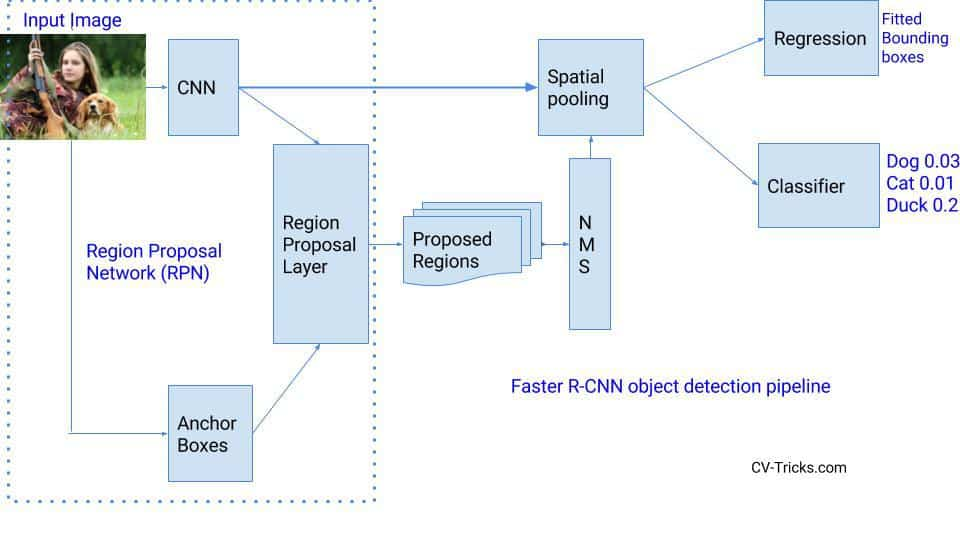 Input Image
CNN
Spatial
pooling
Regression
Fitted
Bounding
boxes
Classifier
Dog 0.03
Cat 0.01
Duck 0.2
Region
Proposal
Layer
Proposed
Regions
N
M
S
Region Proposal
Network (RPN)
Anchor
Boxes
Faster R-CNN object detection pipeline
CV-Tricks.com